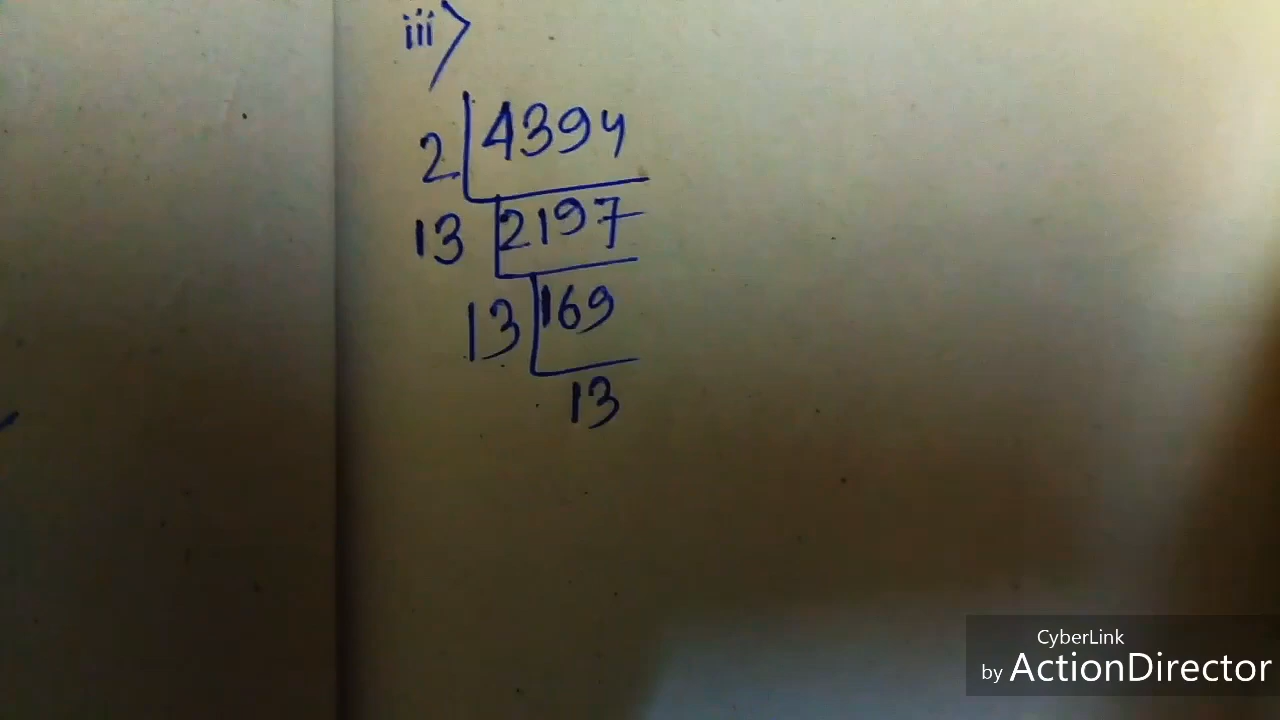 iii>
2 4394
13 2197
13 169
13
CyberLink
by ActionDirector